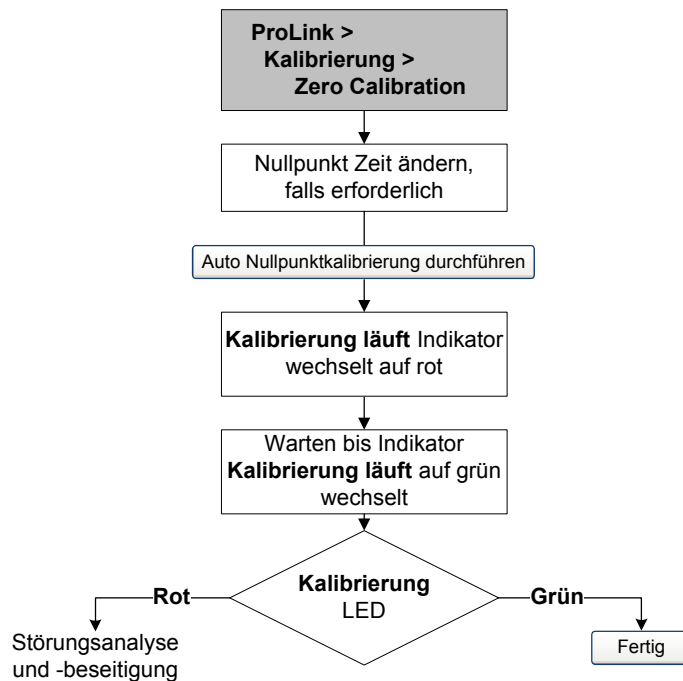 ProLink >
Kalibrierung >
Zero Calibration
Nullpunkt Zeit ändern,
falls erforderlich
Auto Nullpunktkalibrierung durchführen
Kalibrierung läuft Indikator
wechselt auf rot
Warten bis Indikator
Kalibrierung läuft auf grün
wechselt
Kalibrierung
LED
Rot
Grün
Störungsanalyse
und -beseitigung
Fertig